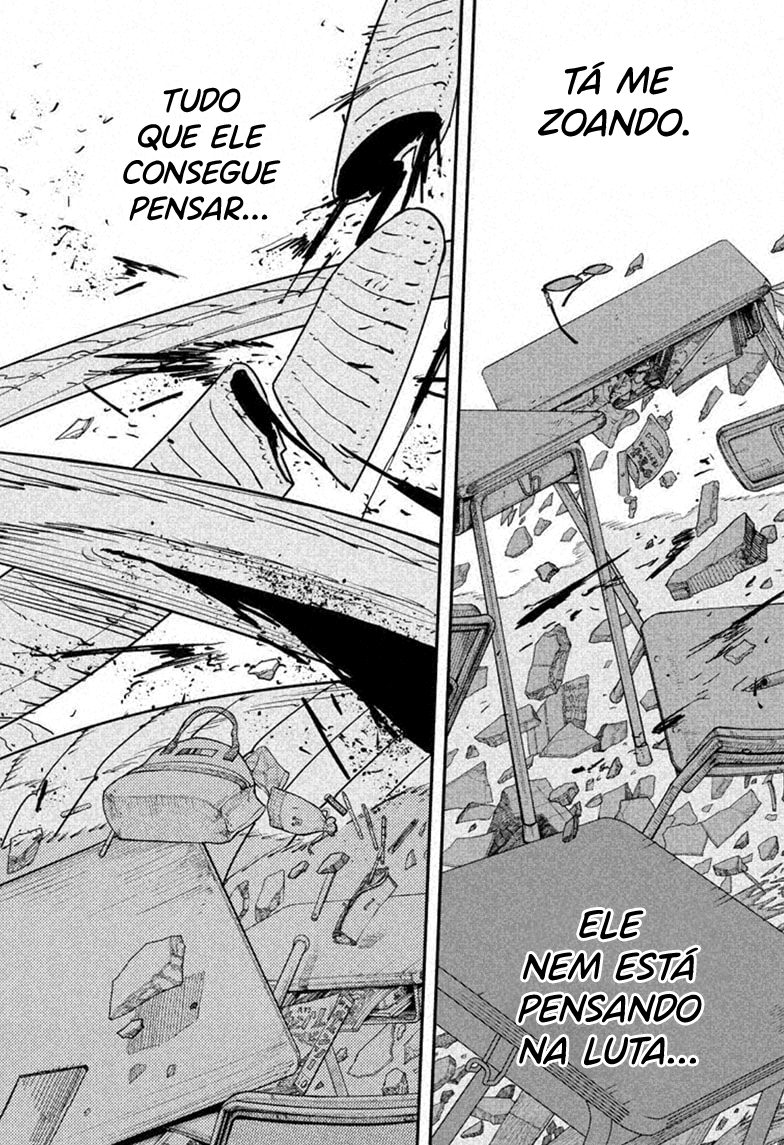 TÁ ME
ZOANDO.
ELE
NEM ESTÁ
PENSANDO
NA LUTA...
TUDO
QUE ELE
CONSEGUE
PENSAR...